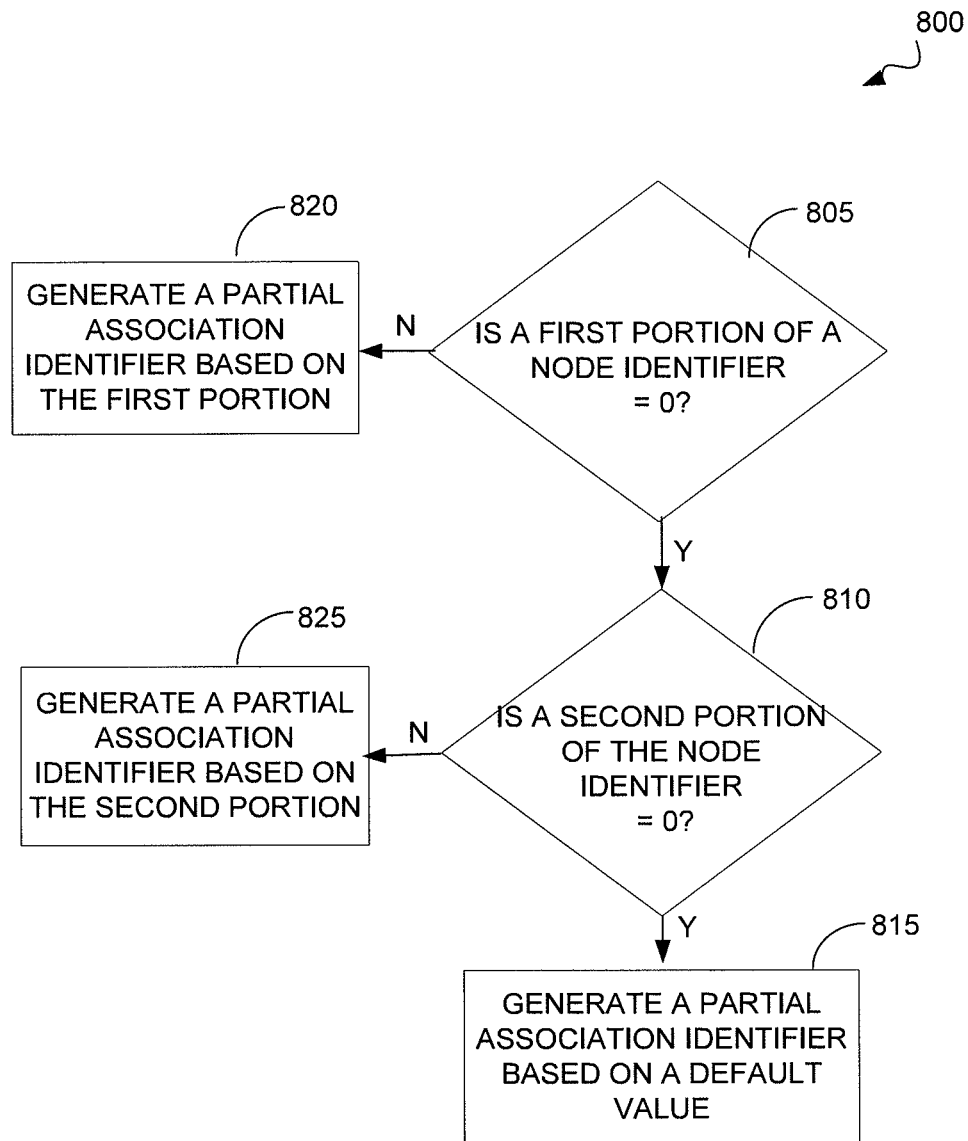 800
820
805
GENERATE A PARTIAL
ASSOCIATION
IDENTIFIER BASED ON
THE FIRST PORTION
N
IS A FIRST PORTION OF A
NODE IDENTIFIER
= 0?
Y
825
810
GENERATE A PARTIAL
ASSOCIATION
IDENTIFIER BASED ON
THE SECOND PORTION
N
IS A SECOND PORTION
OF THE NODE
IDENTIFIER
= 0?
Y
815
GENERATE A PARTIAL
ASSOCIATION IDENTIFIER
BASED ON A DEFAULT
VALUE